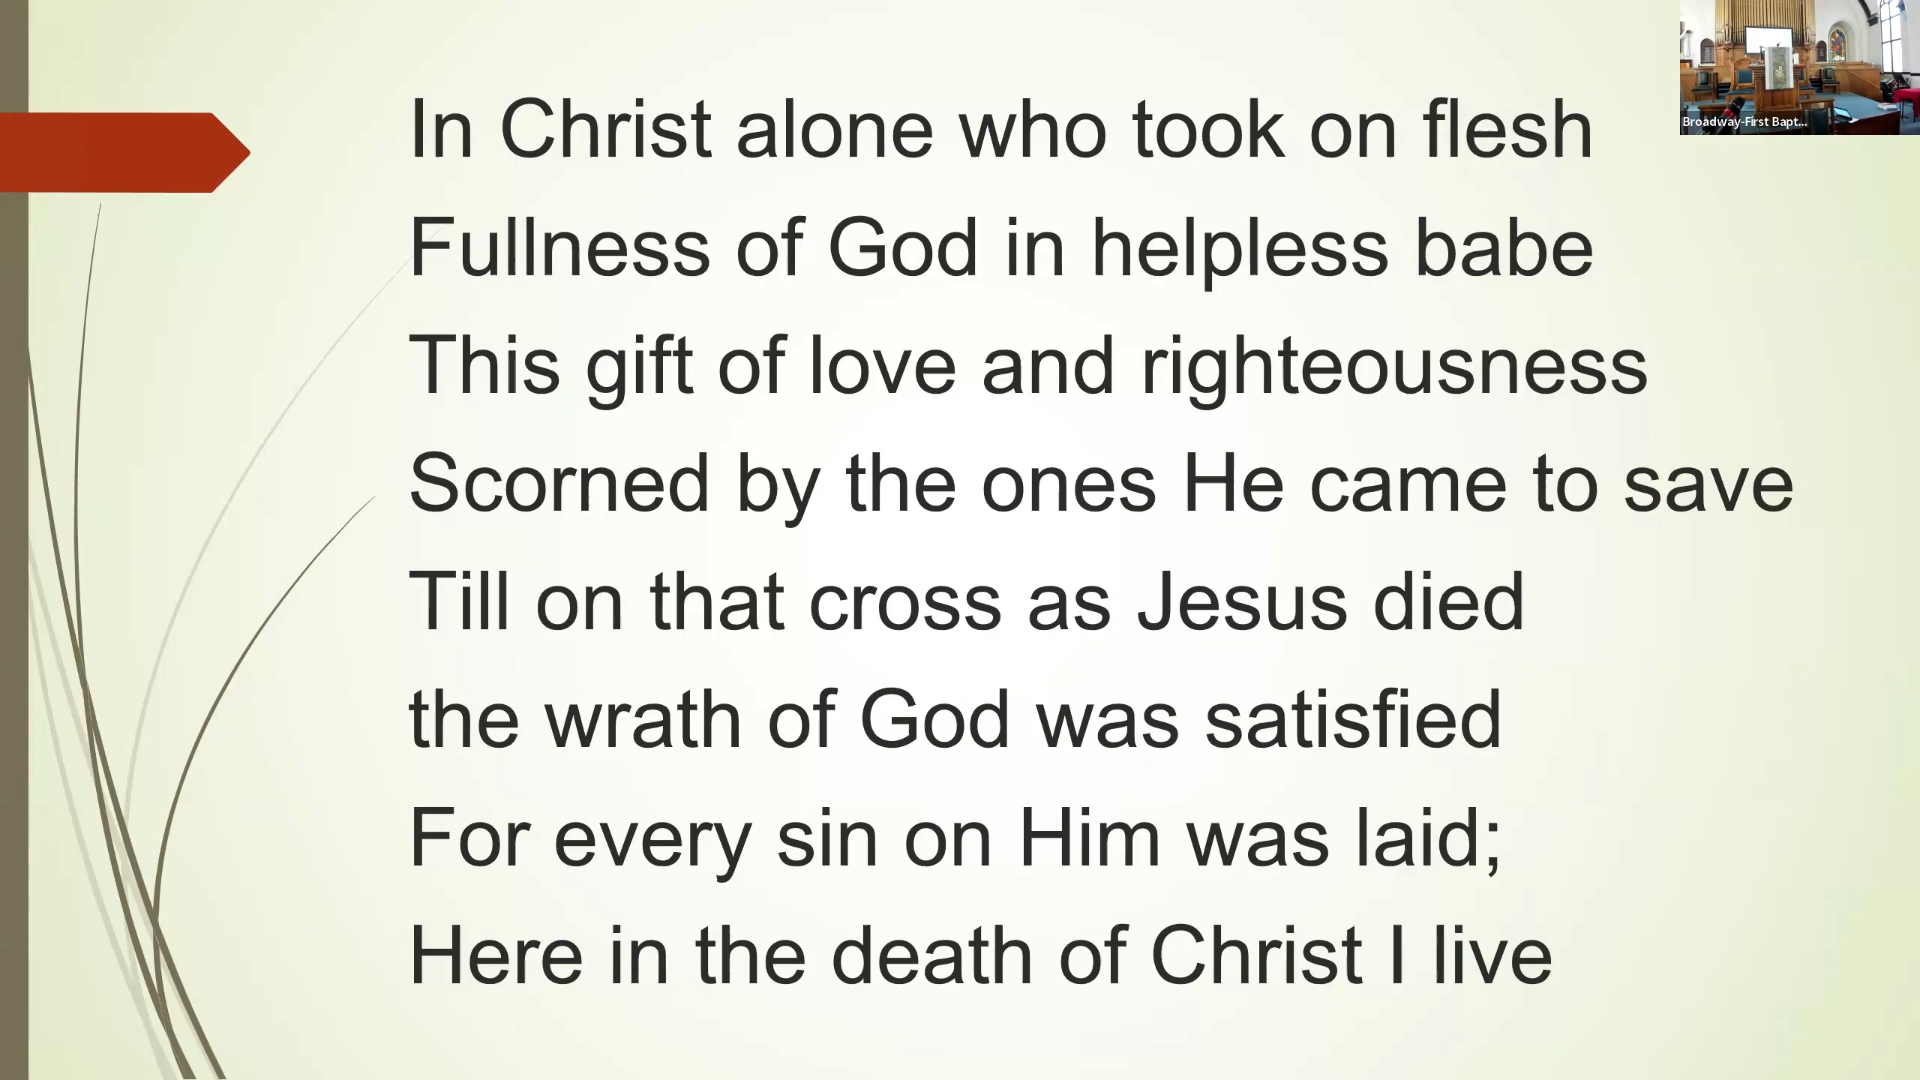 In Christ alone who took on flesh
Fullness of God in helpless babe
This gift of love and righteousness
Scorned by the ones He came to save
Till on that cross as Jesus died
the wrath of God was satisfied
For every sin on Him was laid;
Here in the death of Christ I live
Broadway-First Bapt...